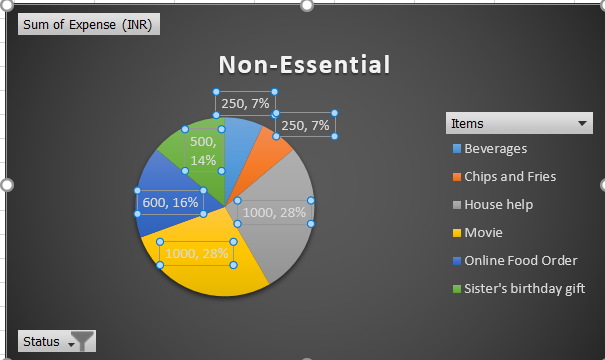 Sum of Expense (INR)
Non-Essential
250, 7%
250, 7%
500,
14%
600, 16%
1000, 28%
1000, 28%
Items
Beverages
Chips and Fries
House help
Movie
Online Food Order
Sister's birthday gift
Status